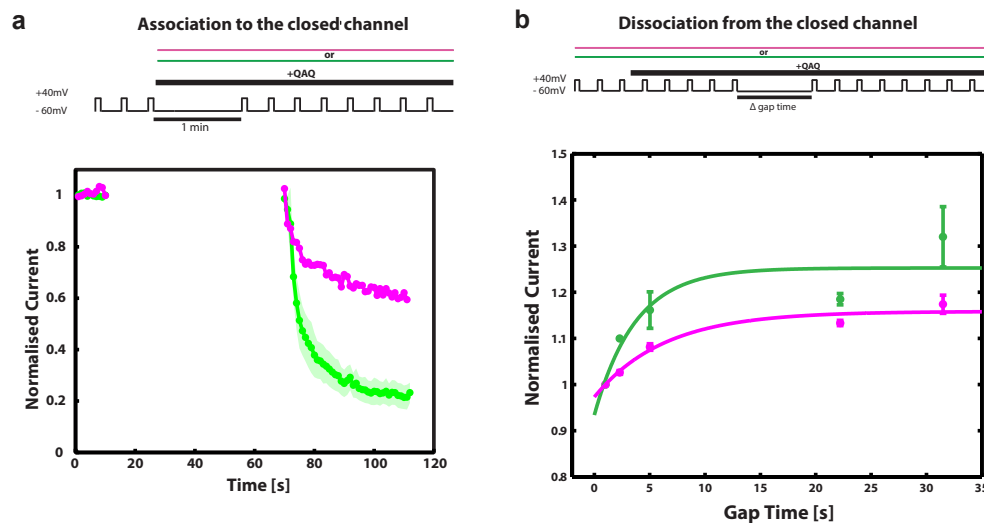 a
Association to the closed channel
or
+QAQ
+40mV
- 60mV
1 min
Normalised Current
1
0.8
0.6
0.4
0.2
0
0
20
40
60
80
100
120
Time [s]
b
Dissociation from the closed channel
or
+QAQ
+40mV
- 60mV
Δ gap time
Normalised Current
1.5
1.4
1.3
1.2
1.1
1
0.9
0.8
0
5
10
15
20
25
30
35
Gap Time [s]